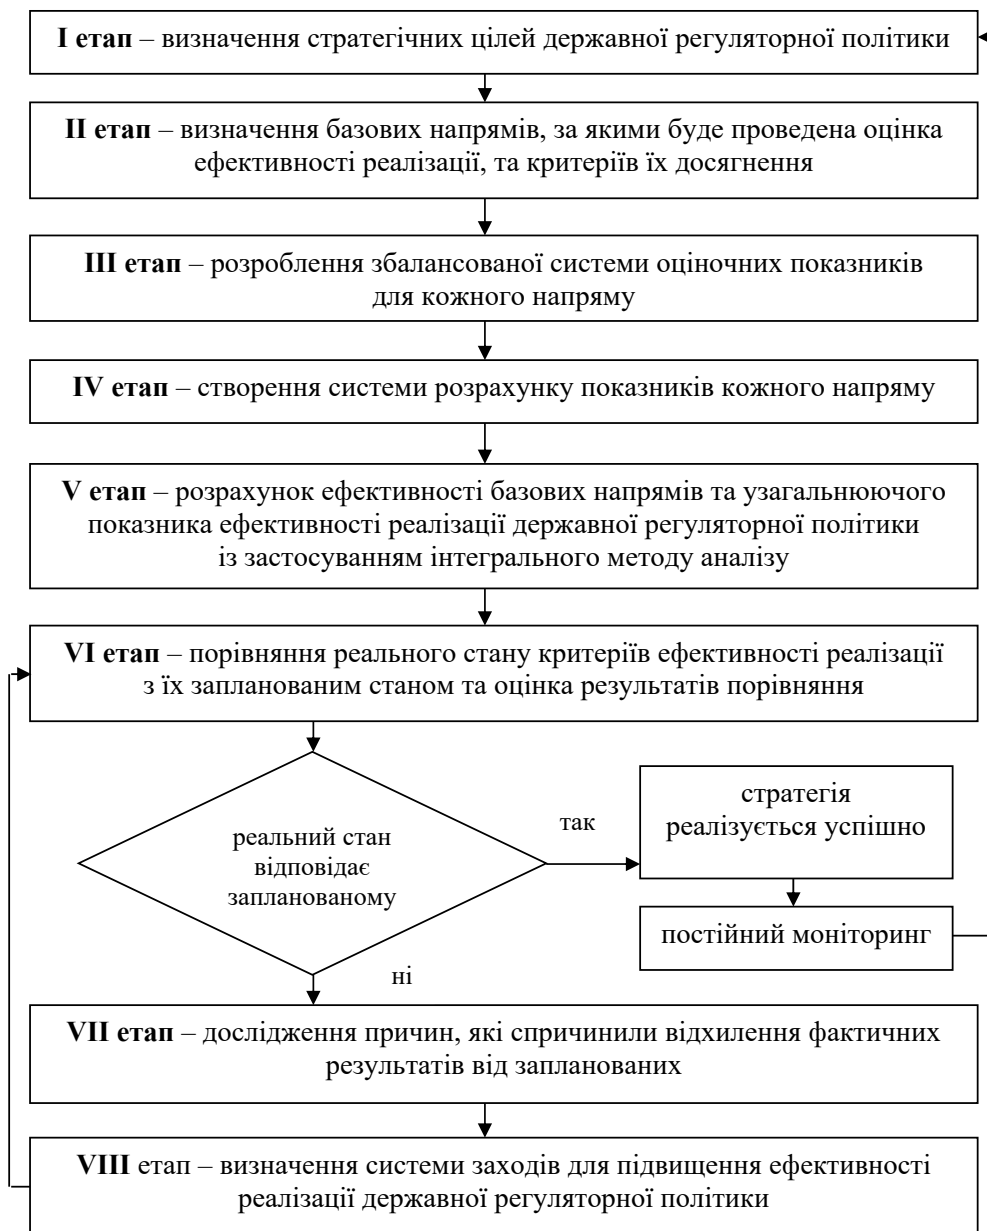 I етап – визначення стратегічних цілей державної регуляторної політики
II етап – визначення базових напрямів, за якими буде проведена оцінка
ефективності реалізації, та критеріїв їх досягнення
III етап – розроблення збалансованої системи оціночних показників
для кожного напряму
IV етап – створення системи розрахунку показників кожного напряму
V етап – розрахунок ефективності базових напрямів та узагальнюючого
показника ефективності реалізації державної регуляторної політики
із застосуванням інтегрального методу аналізу
VI етап – порівняння реального стану критеріїв ефективності реалізації
з їх запланованим станом та оцінка результатів порівняння
реальний стан
відповідає
запланованому
так
стратегія
реалізується успішно
постійний моніторинг
ні
VII етап – дослідження причин, які спричинили відхилення фактичних
результатів від запланованих
VIII етап – визначення системи заходів для підвищення ефективності
реалізації державної регуляторної політики